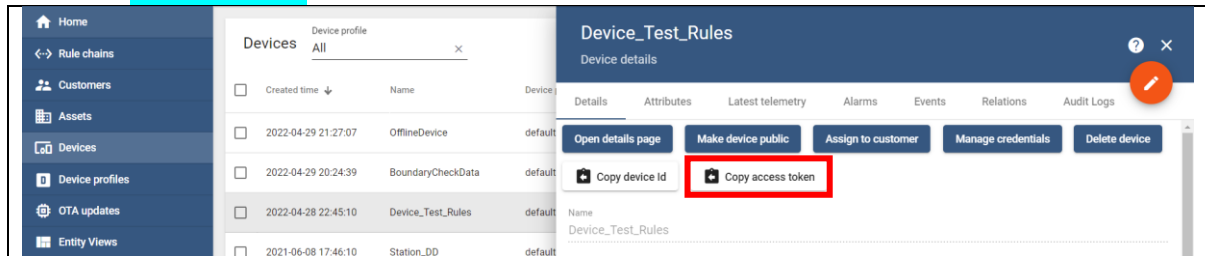 Home
Rule chains
Customers
Assets
Devices
Device profiles
OTA updates
Entity Views
Devices
Device profile
All
Created time Name Device
2022-04-29 21:27:07 OfflineDevice default
2022-04-29 20:24:39 BoundaryCheckData default
2022-04-28 22:45:10 Device_Test_Rules default
2021-06-08 17:46:10 Station_DD default
Device_Test_Rules
Device details
Details Attributes Latest telemetry Alarms Events Relations Audit Logs
Open details page Make device public Assign to customer Manage credentials Delete device
Copy device Id Copy access token
Name
Device_Test_Rules